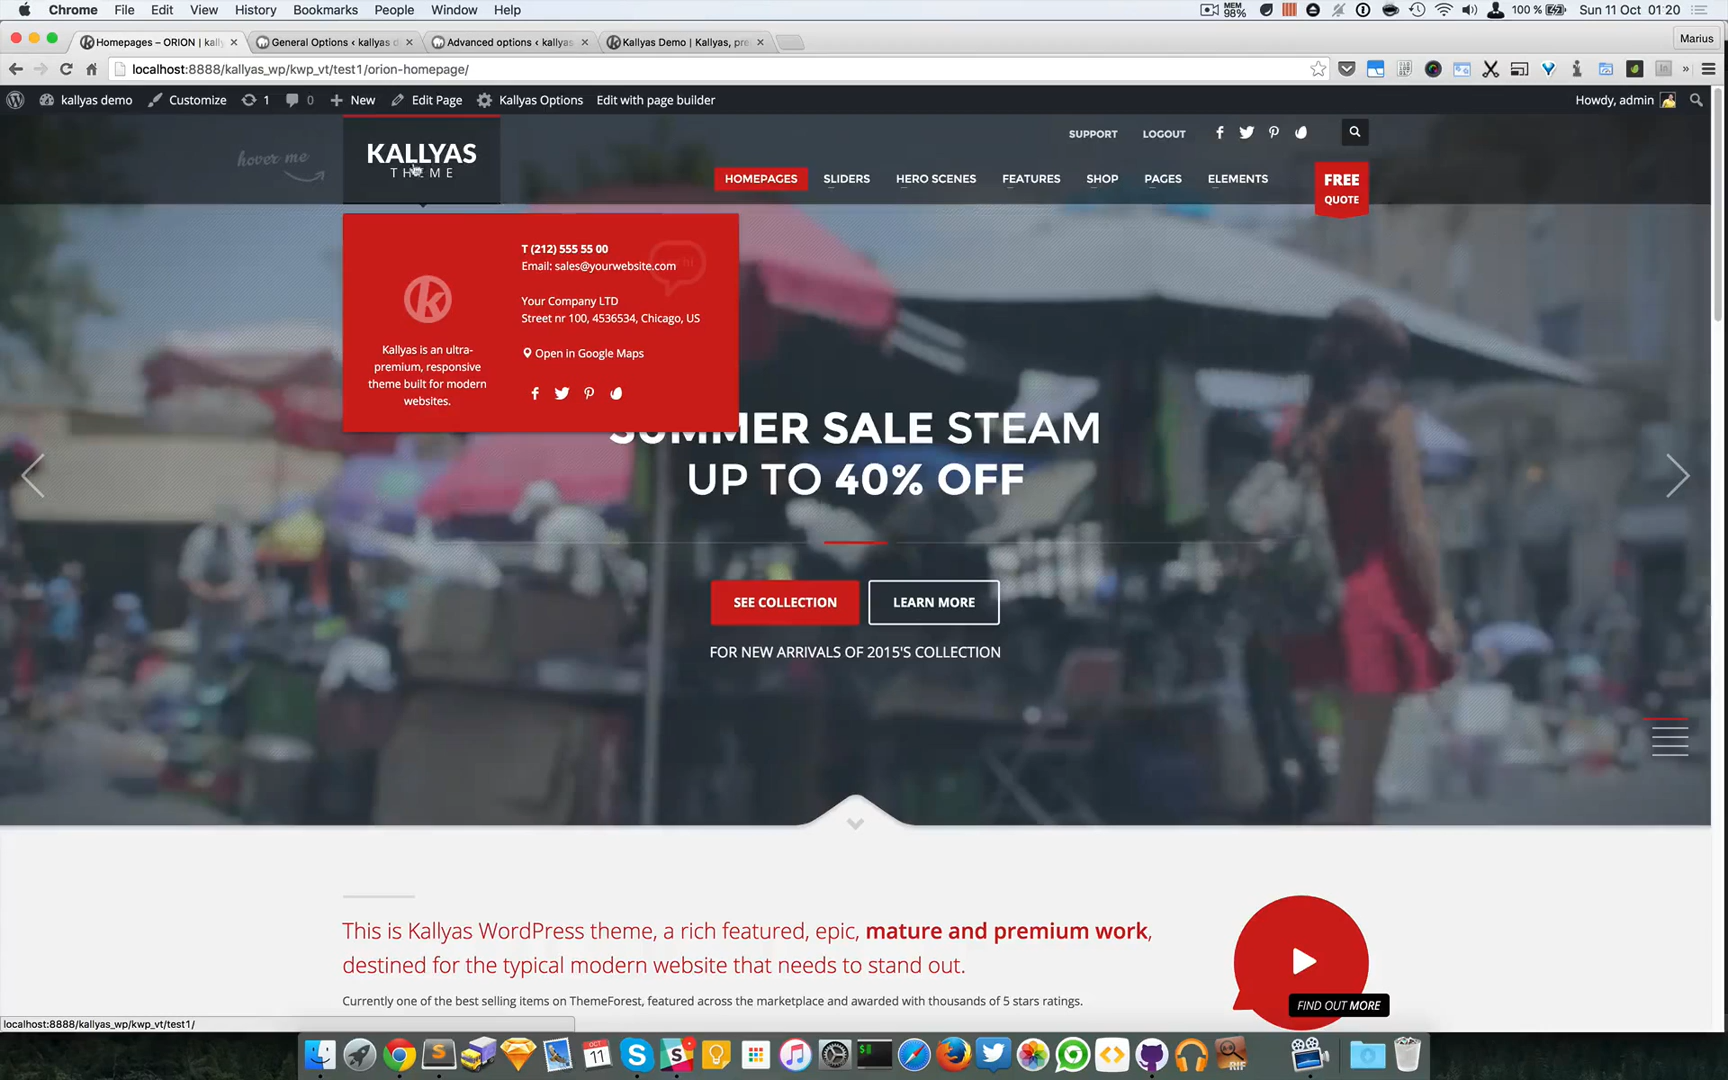 Chrome File Edit View History Bookmarks People Window Help
MEM 98% 100% Sun 11 Oct 01:20
Homepages – ORION | kally
General Options ‹ kallyas d
Advanced options ‹ kallyas
Kallyas Demo | Kallyas, pre
Marius
localhost:8888/kallyas_wp/kwp_vt/test1/orion-homepage/
kallyas demo Customize 1 0 New Edit Page Kallyas Options Edit with page builder Howdy, admin
SUPPORT LOGOUT
hover me
KALLYAS
THEME
HOMEPAGES SLIDERS HERO SCENES FEATURES SHOP PAGES ELEMENTS
FREE
QUOTE
T (212) 555 55 00
Email: sales@yourwebsite.com
Your Company LTD
Street nr 100, 4536534, Chicago, US
Open in Google Maps
Kallyas is an ultra-
premium, responsive
theme built for modern
websites.
SUMMER SALE STEAM
UP TO 40% OFF
SEE COLLECTION
LEARN MORE
FOR NEW ARRIVALS OF 2015'S COLLECTION
This is Kallyas WordPress theme, a rich featured, epic, mature and premium work,
destined for the typical modern website that needs to stand out.
Currently one of the best selling items on ThemeForest, featured across the marketplace and awarded with thousands of 5 stars ratings.
FIND OUT MORE
localhost:8888/kallyas_wp/kwp_vt/test1/